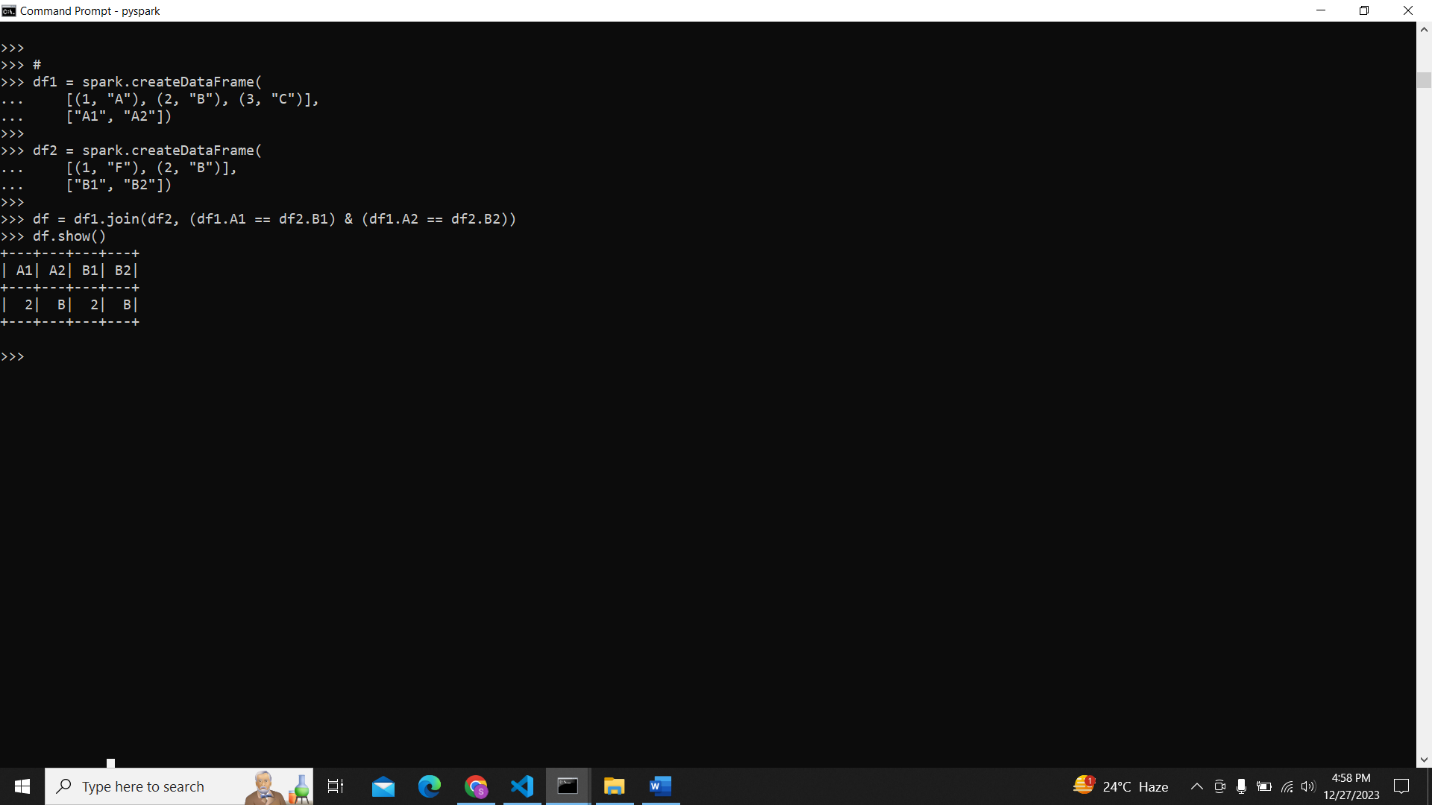 Command Prompt - pyspark
>>>
>>> #
>>> df1 = spark.createDataFrame(
...     [(1, "A"), (2, "B"), (3, "C")],
...     ["A1", "A2"])
>>>
>>> df2 = spark.createDataFrame(
...     [(1, "F"), (2, "B")],
...     ["B1", "B2"])
>>>
>>> df = df1.join(df2, (df1.A1 == df2.B1) & (df1.A2 == df2.B2))
>>> df.show()
+---+---+---+---+
| A1| A2| B1| B2|
+---+---+---+---+
|  2|  B|  2|  B|
+---+---+---+---+
>>>
Type here to search
24°C Haze
4:58 PM
12/27/2023